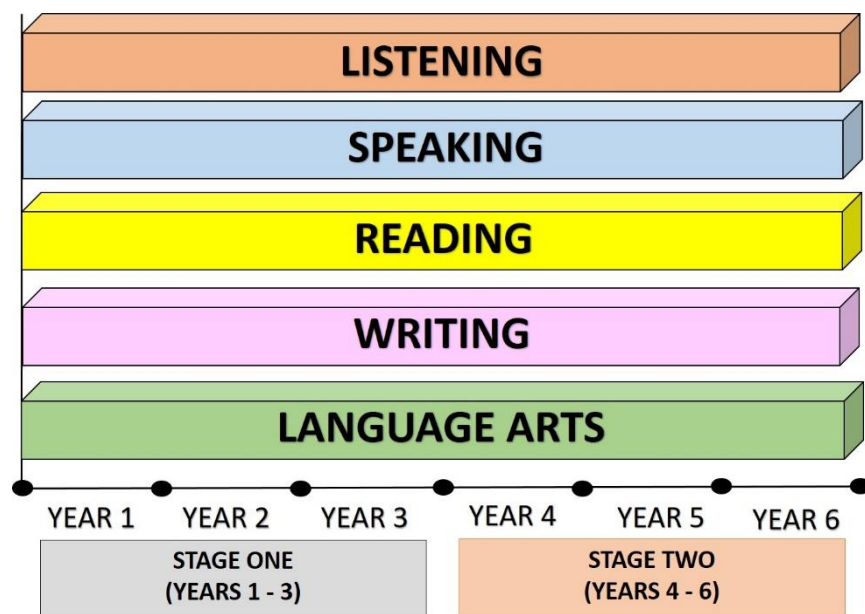 LISTENING
SPEAKING
READING
WRITING
LANGUAGE ARTS
YEAR 1 YEAR 2 YEAR 3 YEAR 4 YEAR 5 YEAR 6
STAGE ONE
(YEARS 1 - 3)
STAGE TWO
(YEARS 4 - 6)